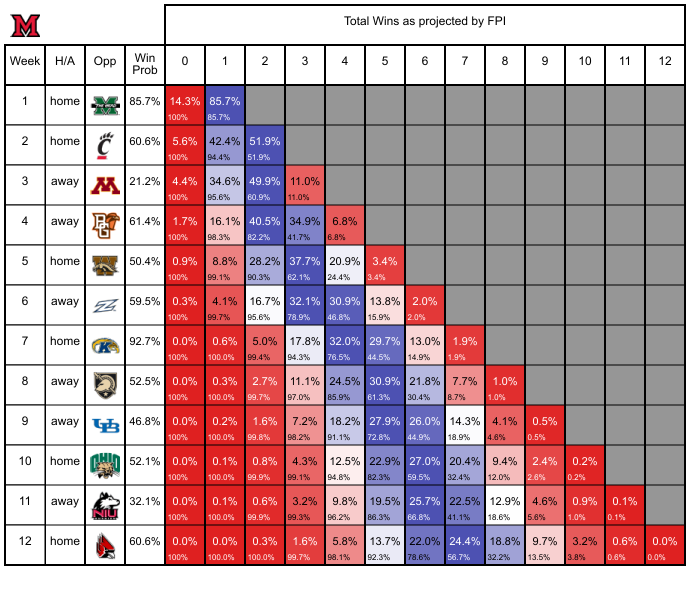 M
Total Wins as projected by FPI
Week H/A Opp Win Prob 0 1 2 3 4 5 6 7 8 9 10 11 12
1 home 85.7% 14.3% 85.7%
100% 85.7%
2 home C 60.6% 5.6% 42.4% 51.9%
100% 94.4% 51.9%
3 away M 21.2% 4.4% 34.6% 49.9% 11.0%
100% 95.6% 60.9% 11.0%
4 away BG 61.4% 1.7% 16.1% 40.5% 34.9% 6.8%
100% 98.3% 82.2% 41.7% 6.8%
5 home 50.4% 0.9% 8.8% 28.2% 37.7% 20.9% 3.4%
100% 99.1% 90.3% 62.1% 24.4% 3.4%
6 away 59.5% 0.3% 4.1% 16.7% 32.1% 30.9% 13.8% 2.0%
100% 99.7% 95.6% 78.9% 46.8% 15.9% 2.0%
7 home K 92.7% 0.0% 0.6% 5.0% 17.8% 32.0% 29.7% 13.0% 1.9%
100% 100.0% 99.4% 94.3% 76.5% 44.5% 14.9% 1.9%
8 away 52.5% 0.0% 0.3% 2.7% 11.1% 24.5% 30.9% 21.8% 7.7% 1.0%
100% 100.0% 99.7% 97.0% 85.9% 61.3% 30.4% 8.7% 1.0%
9 away UB 46.8% 0.0% 0.2% 1.6% 7.2% 18.2% 27.9% 26.0% 14.3% 4.1% 0.5%
100% 100.0% 99.8% 98.2% 91.1% 72.8% 44.9% 18.9% 4.6% 0.5%
10 home OHIO 52.1% 0.0% 0.1% 0.8% 4.3% 12.5% 22.9% 27.0% 20.4% 9.4% 2.4% 0.2%
100% 100.0% 99.9% 99.1% 94.8% 82.3% 59.5% 32.4% 12.0% 2.6% 0.2%
11 away NIU 32.1% 0.0% 0.1% 0.6% 3.2% 9.8% 19.5% 25.7% 22.5% 12.9% 4.6% 0.9% 0.1%
100% 100.0% 99.9% 99.3% 96.2% 86.3% 66.8% 41.1% 18.6% 5.6% 1.0% 0.1%
12 home 60.6% 0.0% 0.0% 0.3% 1.6% 5.8% 13.7% 22.0% 24.4% 18.8% 9.7% 3.2% 0.6% 0.0%
100% 100.0% 100.0% 99.7% 98.1% 92.3% 78.6% 56.7% 32.2% 13.5% 3.8% 0.6% 0.0%